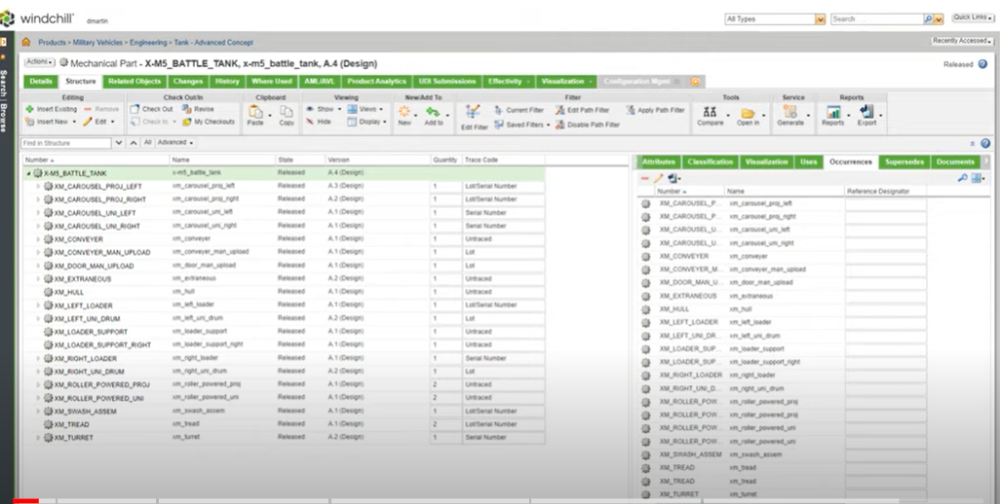 windchill dmartin All Types Search... Quick Links
Products > Military Vehicles > Engineering > Tank - Advanced Concept Recently Accessed
Actions Mechanical Part - X-M5_BATTLE_TANK, x-m5_battle_tank, A.4 (Design) Released
Search | Browse
Details Structure Related Objects Changes History Where Used AML/AVL Product Analytics UDI Submissions Effectivity Visualization Configuration Mgmt
Editing Check Out/In Clipboard Viewing New/Add To Filter Tools Service Reports
Insert Existing Remove Check Out Revise Show Views Current Filter Edit Path Filter Apply Path Filter
Insert New Edit Check In My Checkouts Paste Copy Hide Display New Add to Edit Filter Saved Filters Disable Path Filter Compare Open in Generate Reports Export
Find in Structure All Advanced
Number Name State Version Quantity Trace Code
X-M5_BATTLE_TANK x-m5_battle_tank Released A.4 (Design)
XM_CAROUSEL_PROJ_LEFT xm_carousel_proj_left Released A.3 (Design) 1 Lot/Serial Number
XM_CAROUSEL_PROJ_RIGHT xm_carousel_proj_right Released A.2 (Design) 1 Lot/Serial Number
XM_CAROUSEL_UNI_LEFT xm_carousel_uni_left Released A.2 (Design) 1 Serial Number
XM_CAROUSEL_UNI_RIGHT xm_carousel_uni_right Released A.2 (Design) 1 Serial Number
XM_CONVEYER xm_conveyer Released A.1 (Design) 1 Untraced
XM_CONVEYER_MAN_UPLOAD xm_conveyer_man_upload Released A.1 (Design) 1 Lot
XM_DOOR_MAN_UPLOAD xm_door_man_upload Released A.1 (Design) 1 Lot
XM_EXTRANEOUS xm_extraneous Released A.2 (Design) 1 Untraced
XM_HULL xm_hull Released A.1 (Design) 1 Untraced
XM_LEFT_LOADER xm_left_loader Released A.1 (Design) 1 Lot/Serial Number
XM_LEFT_UNI_DRUM xm_left_uni_drum Released A.2 (Design) 1 Lot
XM_LOADER_SUPPORT xm_loader_support Released A.1 (Design) 1 Untraced
XM_LOADER_SUPPORT_RIGHT xm_loader_support_right Released A.1 (Design) 1 Untraced
XM_RIGHT_LOADER xm_right_loader Released A.1 (Design) 1 Serial Number
XM_RIGHT_UNI_DRUM xm_right_uni_drum Released A.2 (Design) 1 Lot
XM_ROLLER_POWERED_PROJ xm_roller_powered_proj Released A.1 (Design) 2 Untraced
XM_ROLLER_POWERED_UNI xm_roller_powered_uni Released A.1 (Design) 2 Untraced
XM_SWASH_ASSEM xm_swash_assem Released A.1 (Design) 1 Lot/Serial Number
XM_TREAD xm_tread Released A.1 (Design) 2 Lot/Serial Number
XM_TURRET xm_turret Released A.2 (Design) 1 Serial Number
Attributes Classification Visualization Uses Occurrences Supersedes Documents
Number Name Reference Designator
XM_CAROUSEL_P... xm_carousel_proj_left
XM_CAROUSEL_P... xm_carousel_proj_right
XM_CAROUSEL_U... xm_carousel_uni_left
XM_CAROUSEL_U... xm_carousel_uni_right
XM_CONVEYER xm_conveyer
XM_CONVEYER_M... xm_conveyer_man_upload
XM_DOOR_MAN_U... xm_door_man_upload
XM_EXTRANEOUS xm_extraneous
XM_HULL xm_hull
XM_LEFT_LOADER xm_left_loader
XM_LEFT_UNI_DR... xm_left_uni_drum
XM_LOADER_SUP... xm_loader_support
XM_LOADER_SUP... xm_loader_support_right
XM_RIGHT_LOADER xm_right_loader
XM_RIGHT_UNI_D... xm_right_uni_drum
XM_ROLLER_POW... xm_roller_powered_proj
XM_ROLLER_POW... xm_roller_powered_proj
XM_ROLLER_POW... xm_roller_powered_uni
XM_ROLLER_POW... xm_roller_powered_uni
XM_SWASH_ASSEM xm_swash_assem
XM_TREAD xm_tread
XM_TREAD xm_tread
XM_TURRET xm_turret